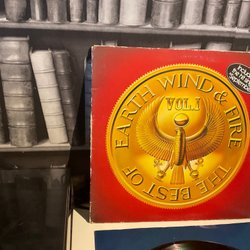 THE BEST OF EARTH WIND & FIRE
VOL.I